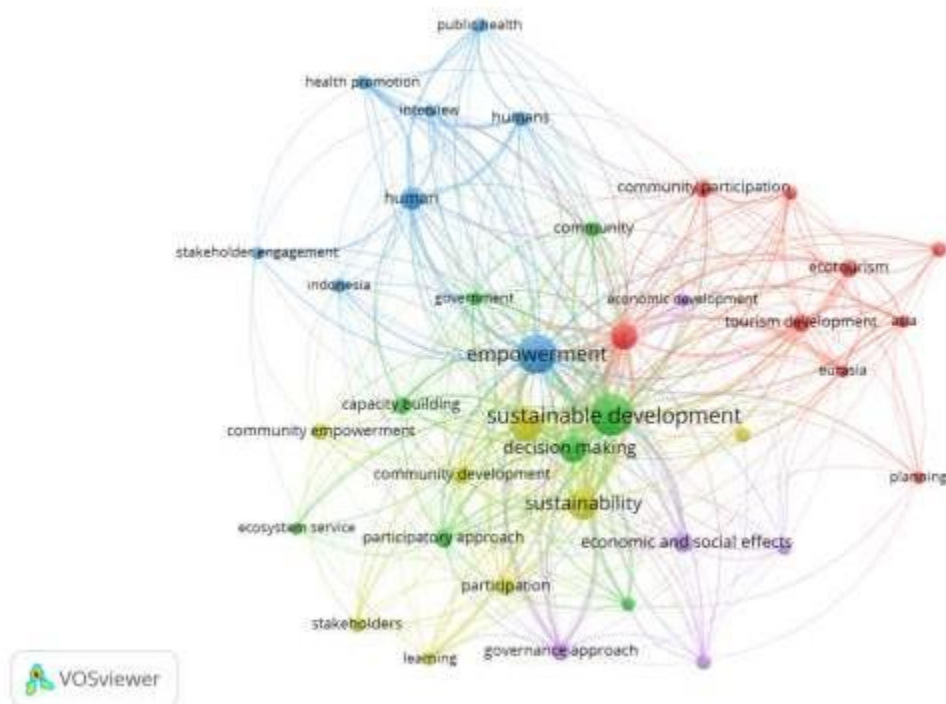 public health
health promotion
interview
humans
human
community participation
community
stakeholder engagement
ecotourism
indonesia
government
economic development
tourism development
asia
empowerment
eurasia
capacity building
sustainable development
community empowerment
decision making
community development
planning
sustainability
ecosystem service
participatory approach
economic and social effects
participation
stakeholders
learning
governance approach
VOSviewer